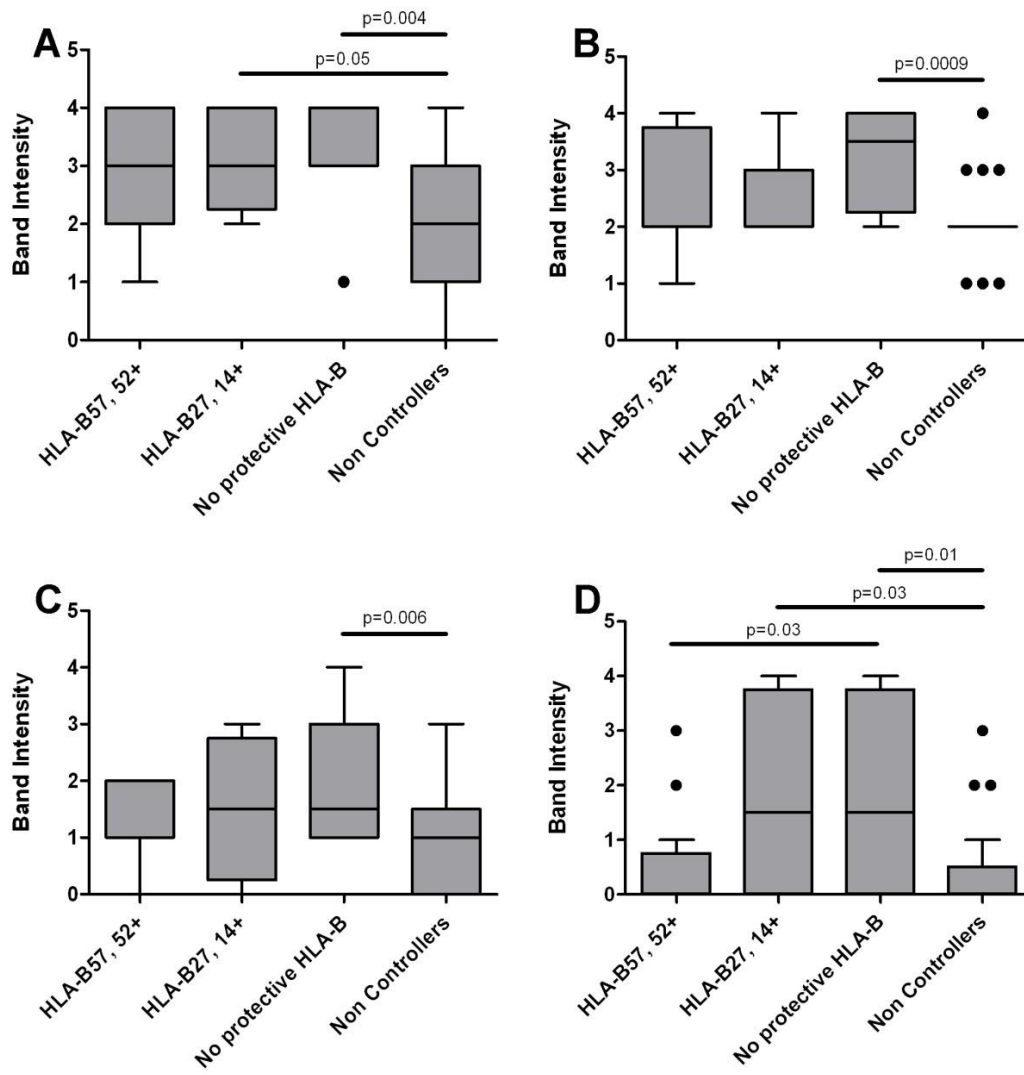 A
p=0.004
p=0.05
Band Intensity
5
4
3
2
1
0
HLA-B57, 52+
HLA-B27, 14+
No protective HLA-B
Non Controllers
B
p=0.0009
Band Intensity
5
4
3
2
1
0
HLA-B57, 52+
HLA-B27, 14+
No protective HLA-B
Non Controllers
C
p=0.006
Band Intensity
5
4
3
2
1
0
HLA-B57, 52+
HLA-B27, 14+
No protective HLA-B
Non Controllers
D
p=0.01
p=0.03
p=0.03
Band Intensity
5
4
3
2
1
0
HLA-B57, 52+
HLA-B27, 14+
No protective HLA-B
Non Controllers